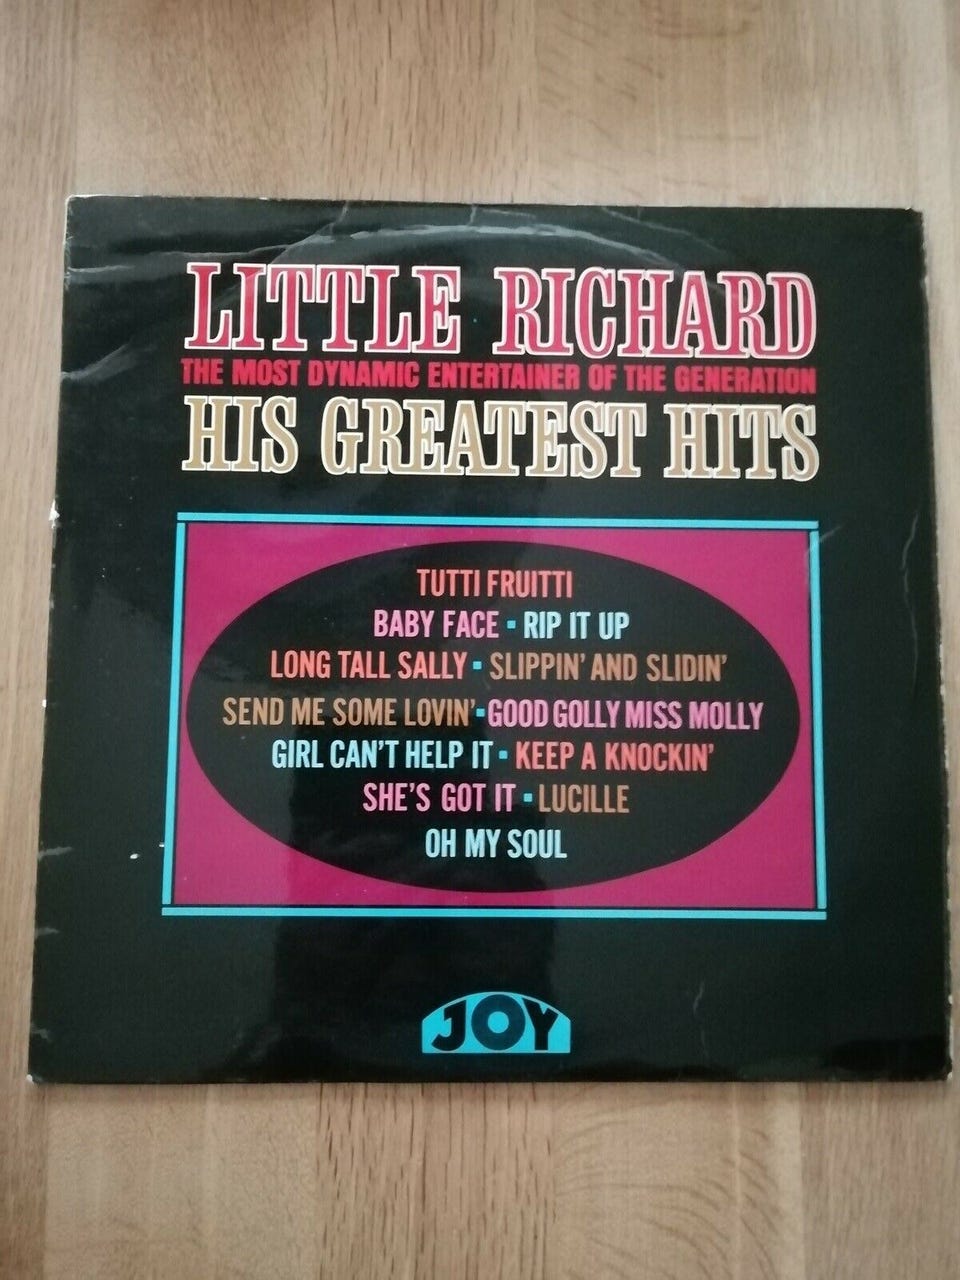 LITTLE RICHARD
THE MOST DYNAMIC ENTERTAINER OF THE GENERATION
HIS GREATEST HITS
TUTTI FRUITTI
BABY FACE ▪ RIP IT UP
LONG TALL SALLY ▪ SLIPPIN' AND SLIDIN'
SEND ME SOME LOVIN' ▪ GOOD GOLLY MISS MOLLY
GIRL CAN'T HELP IT ▪ KEEP A KNOCKIN'
SHE'S GOT IT ▪ LUCILLE
OH MY SOUL
JOY